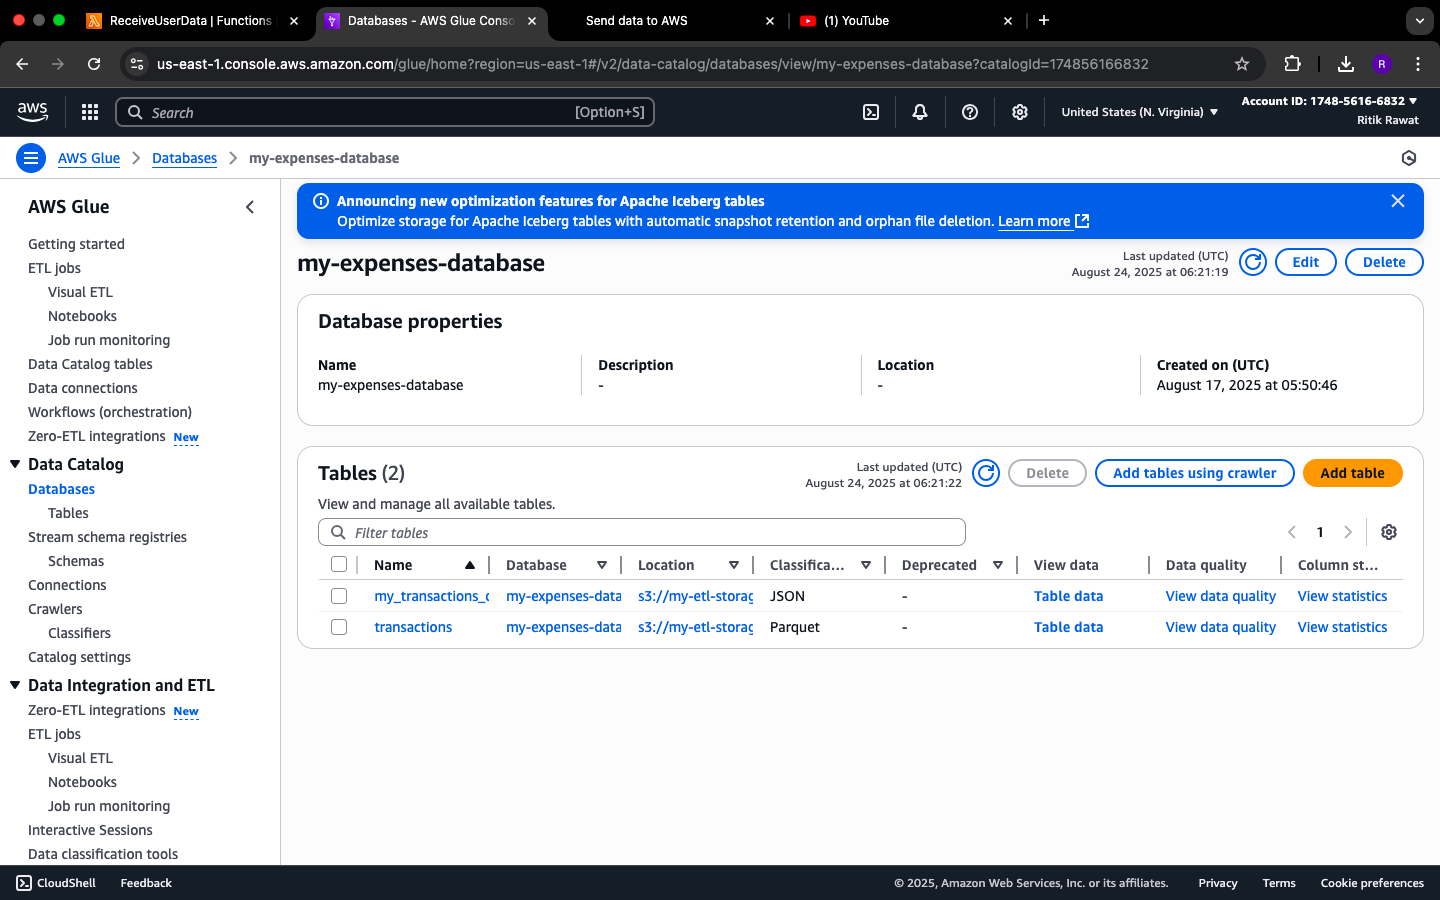 ReceiveUserData | Functions
Databases - AWS Glue Conso
Send data to AWS
(1) YouTube
us-east-1.console.aws.amazon.com/glue/home?region=us-east-1#/v2/data-catalog/databases/view/my-expenses-database?catalogId=174856166832
R
aws
Search
[Option+S]
United States (N. Virginia)
Account ID: 1748-5616-6832
Ritik Rawat
AWS Glue
Databases
my-expenses-database
AWS Glue
Getting started
ETL jobs
Visual ETL
Notebooks
Job run monitoring
Data Catalog tables
Data connections
Workflows (orchestration)
Zero-ETL integrations New
Data Catalog
Databases
Tables
Stream schema registries
Schemas
Connections
Crawlers
Classifiers
Catalog settings
Data Integration and ETL
Zero-ETL integrations New
ETL jobs
Visual ETL
Notebooks
Job run monitoring
Interactive Sessions
Data classification tools
Announcing new optimization features for Apache Iceberg tables
Optimize storage for Apache Iceberg tables with automatic snapshot retention and orphan file deletion. Learn more
my-expenses-database
Last updated (UTC)
August 24, 2025 at 06:21:19
Edit
Delete
Database properties
Name
my-expenses-database
Description
-
Location
-
Created on (UTC)
August 17, 2025 at 05:50:46
Tables (2)
Last updated (UTC)
August 24, 2025 at 06:21:22
Delete
Add tables using crawler
Add table
View and manage all available tables.
Filter tables
1
Name Database Location Classifica... Deprecated View data Data quality Column st...
my_transactions_c my-expenses-data s3://my-etl-storag JSON - Table data View data quality View statistics
transactions my-expenses-data s3://my-etl-storag Parquet - Table data View data quality View statistics
CloudShell
Feedback
© 2025, Amazon Web Services, Inc. or its affiliates.
Privacy
Terms
Cookie preferences